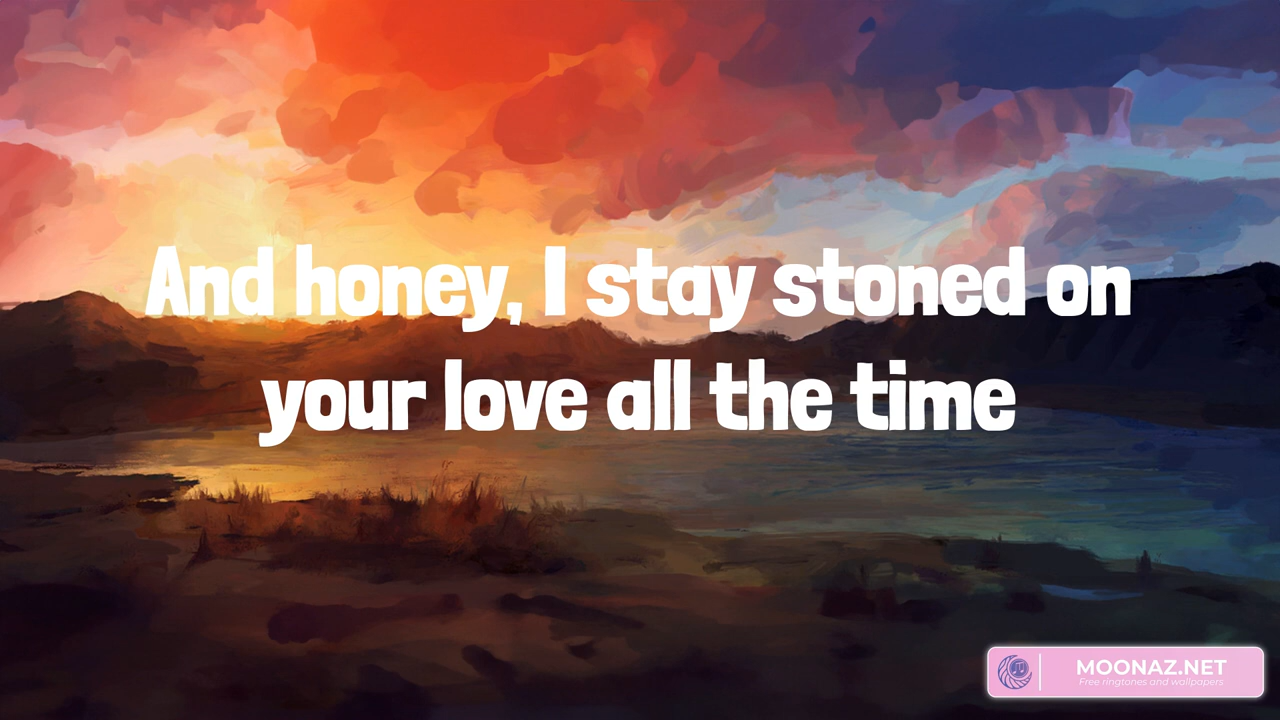 And honey, I stay stoned on
your love all the time
MOONAZ.NET
Free ringtones and wallpapers